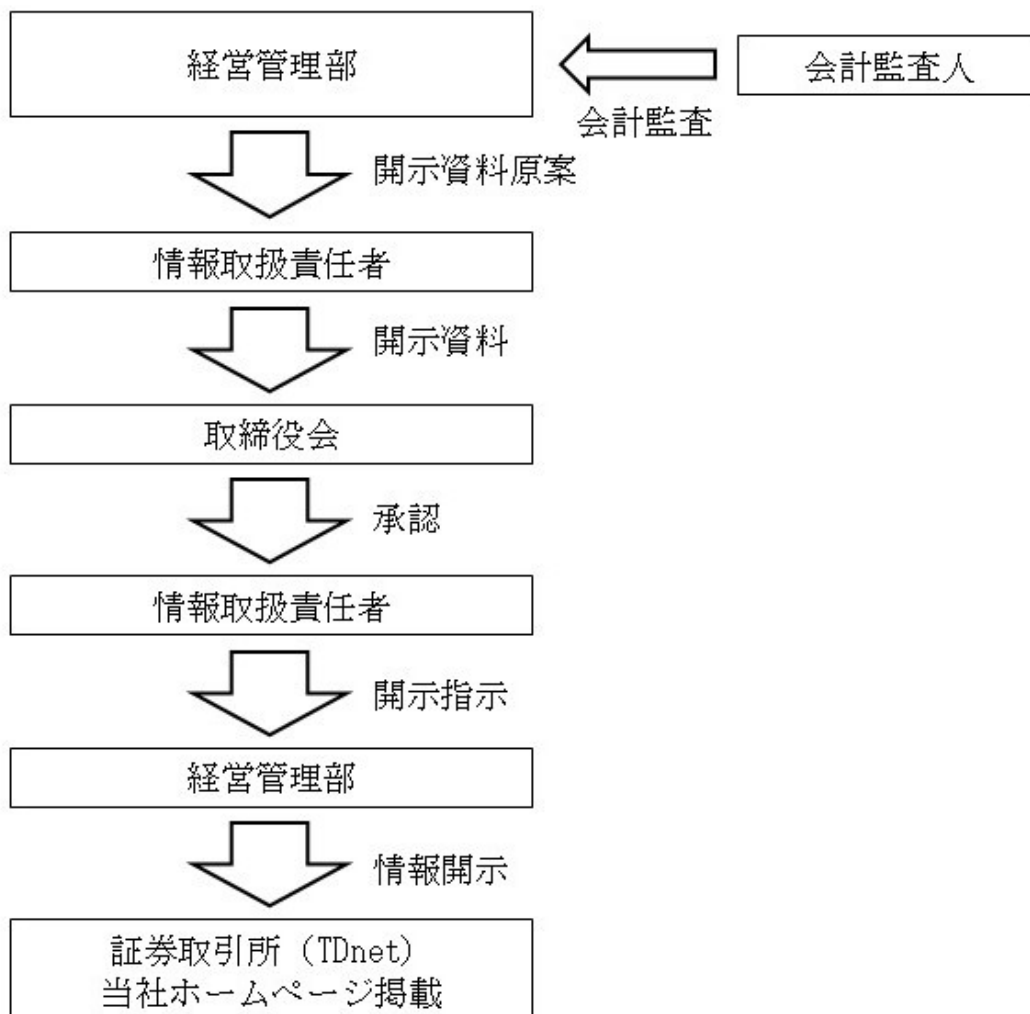 経営管理部
会計監査人
会計監査
開示資料原案
情報取扱責任者
開示資料
取締役会
承認
情報取扱責任者
開示指示
経営管理部
情報開示
証券取引所（TDnet）
当社ホームページ掲載